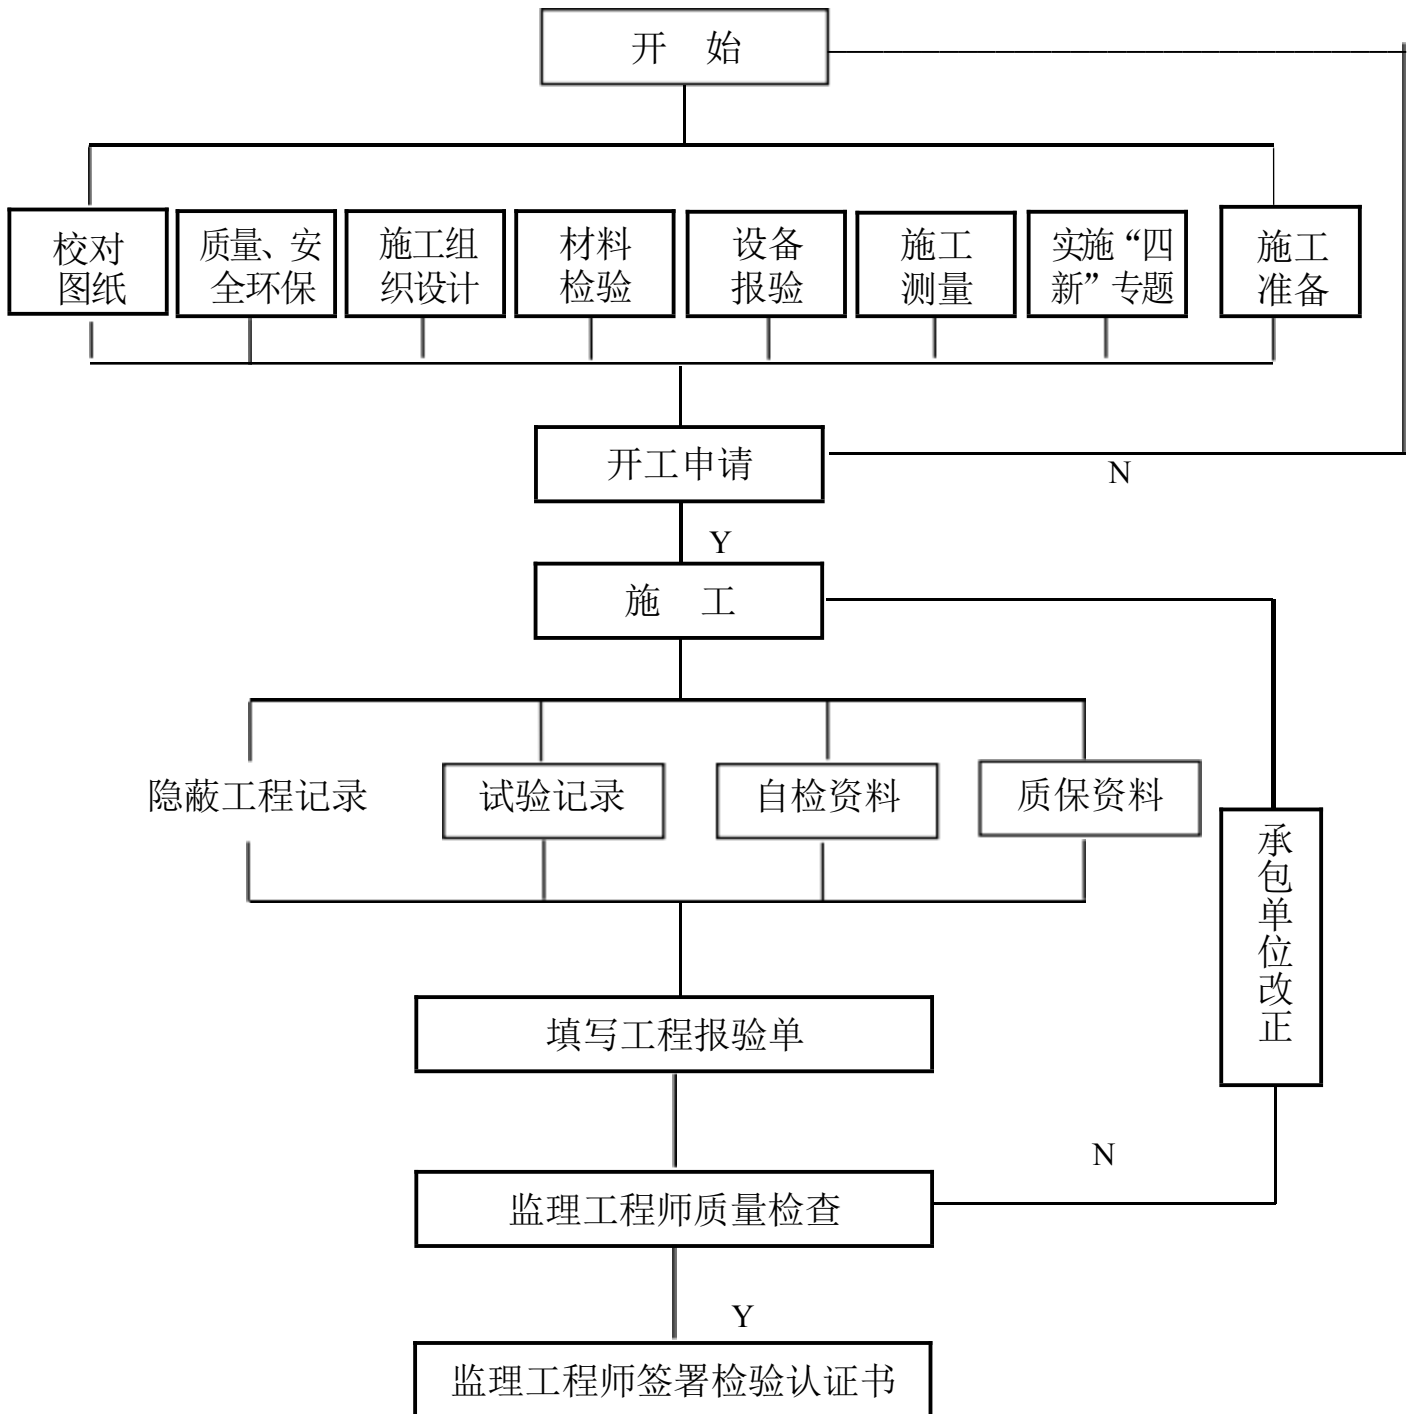 开 始
校对
图纸
质量、安
全环保
施工组
织设计
材料
检验
设备
报验
施工
测量
实施“四
新”专题
施工
准备
开工申请
N
Y
施 工
隐蔽工程记录
试验记录
自检资料
质保资料
承包单位改正
填写工程报验单
N
监理工程师质量检查
Y
监理工程师签署检验认证书